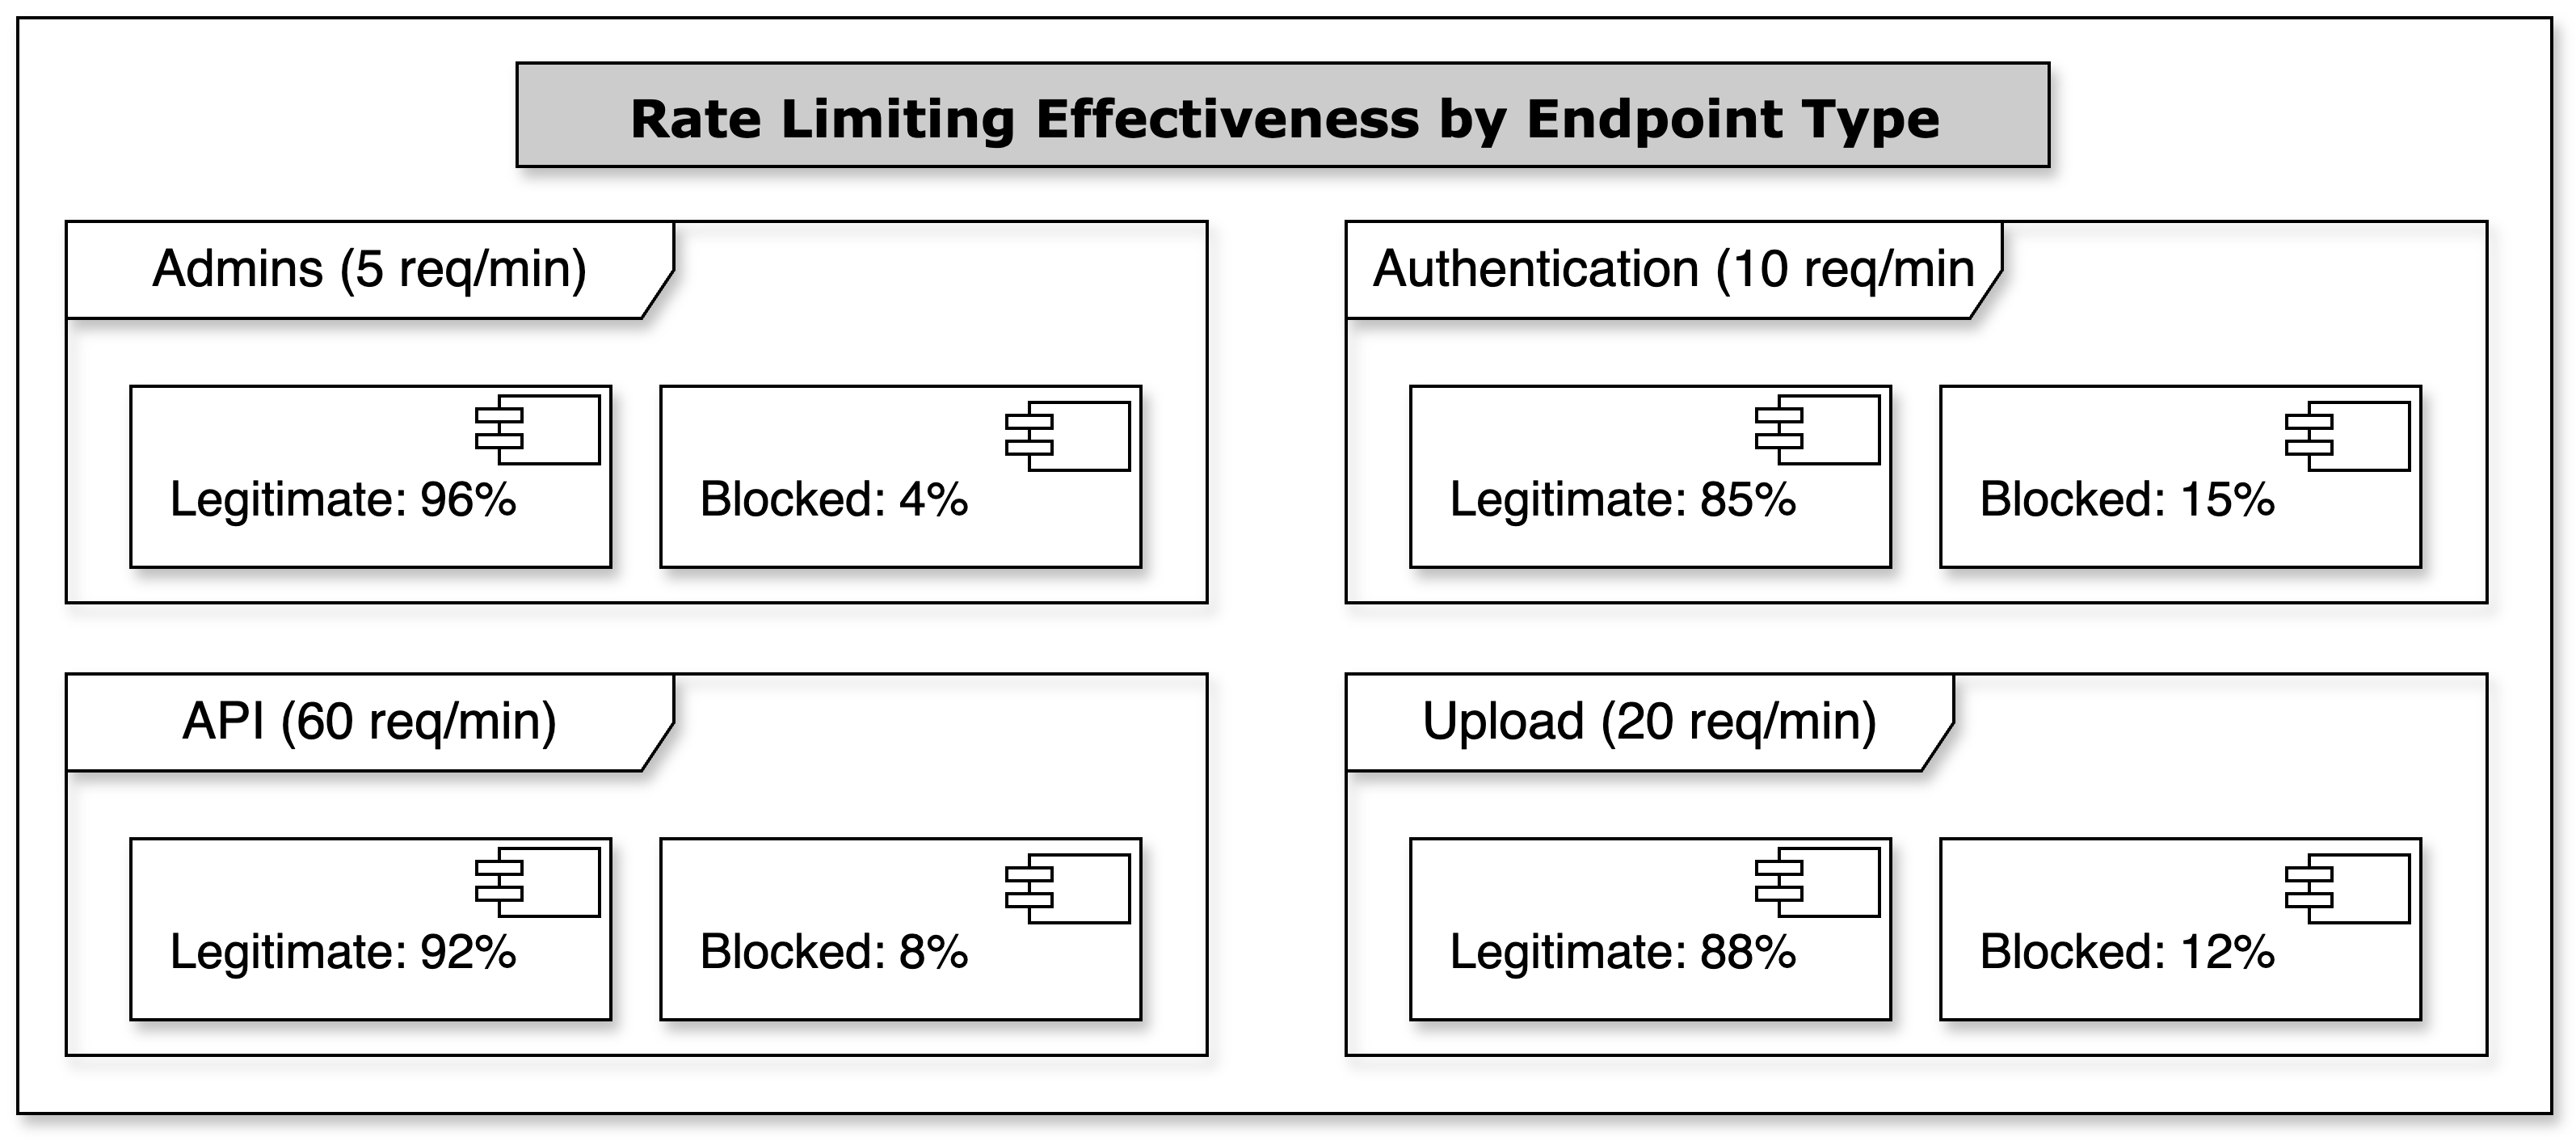 Rate Limiting Effectiveness by Endpoint Type
Admins (5 req/min)
Legitimate: 96%
Blocked: 4%
Authentication (10 req/min
Legitimate: 85%
Blocked: 15%
API (60 req/min)
Legitimate: 92%
Blocked: 8%
Upload (20 req/min)
Legitimate: 88%
Blocked: 12%